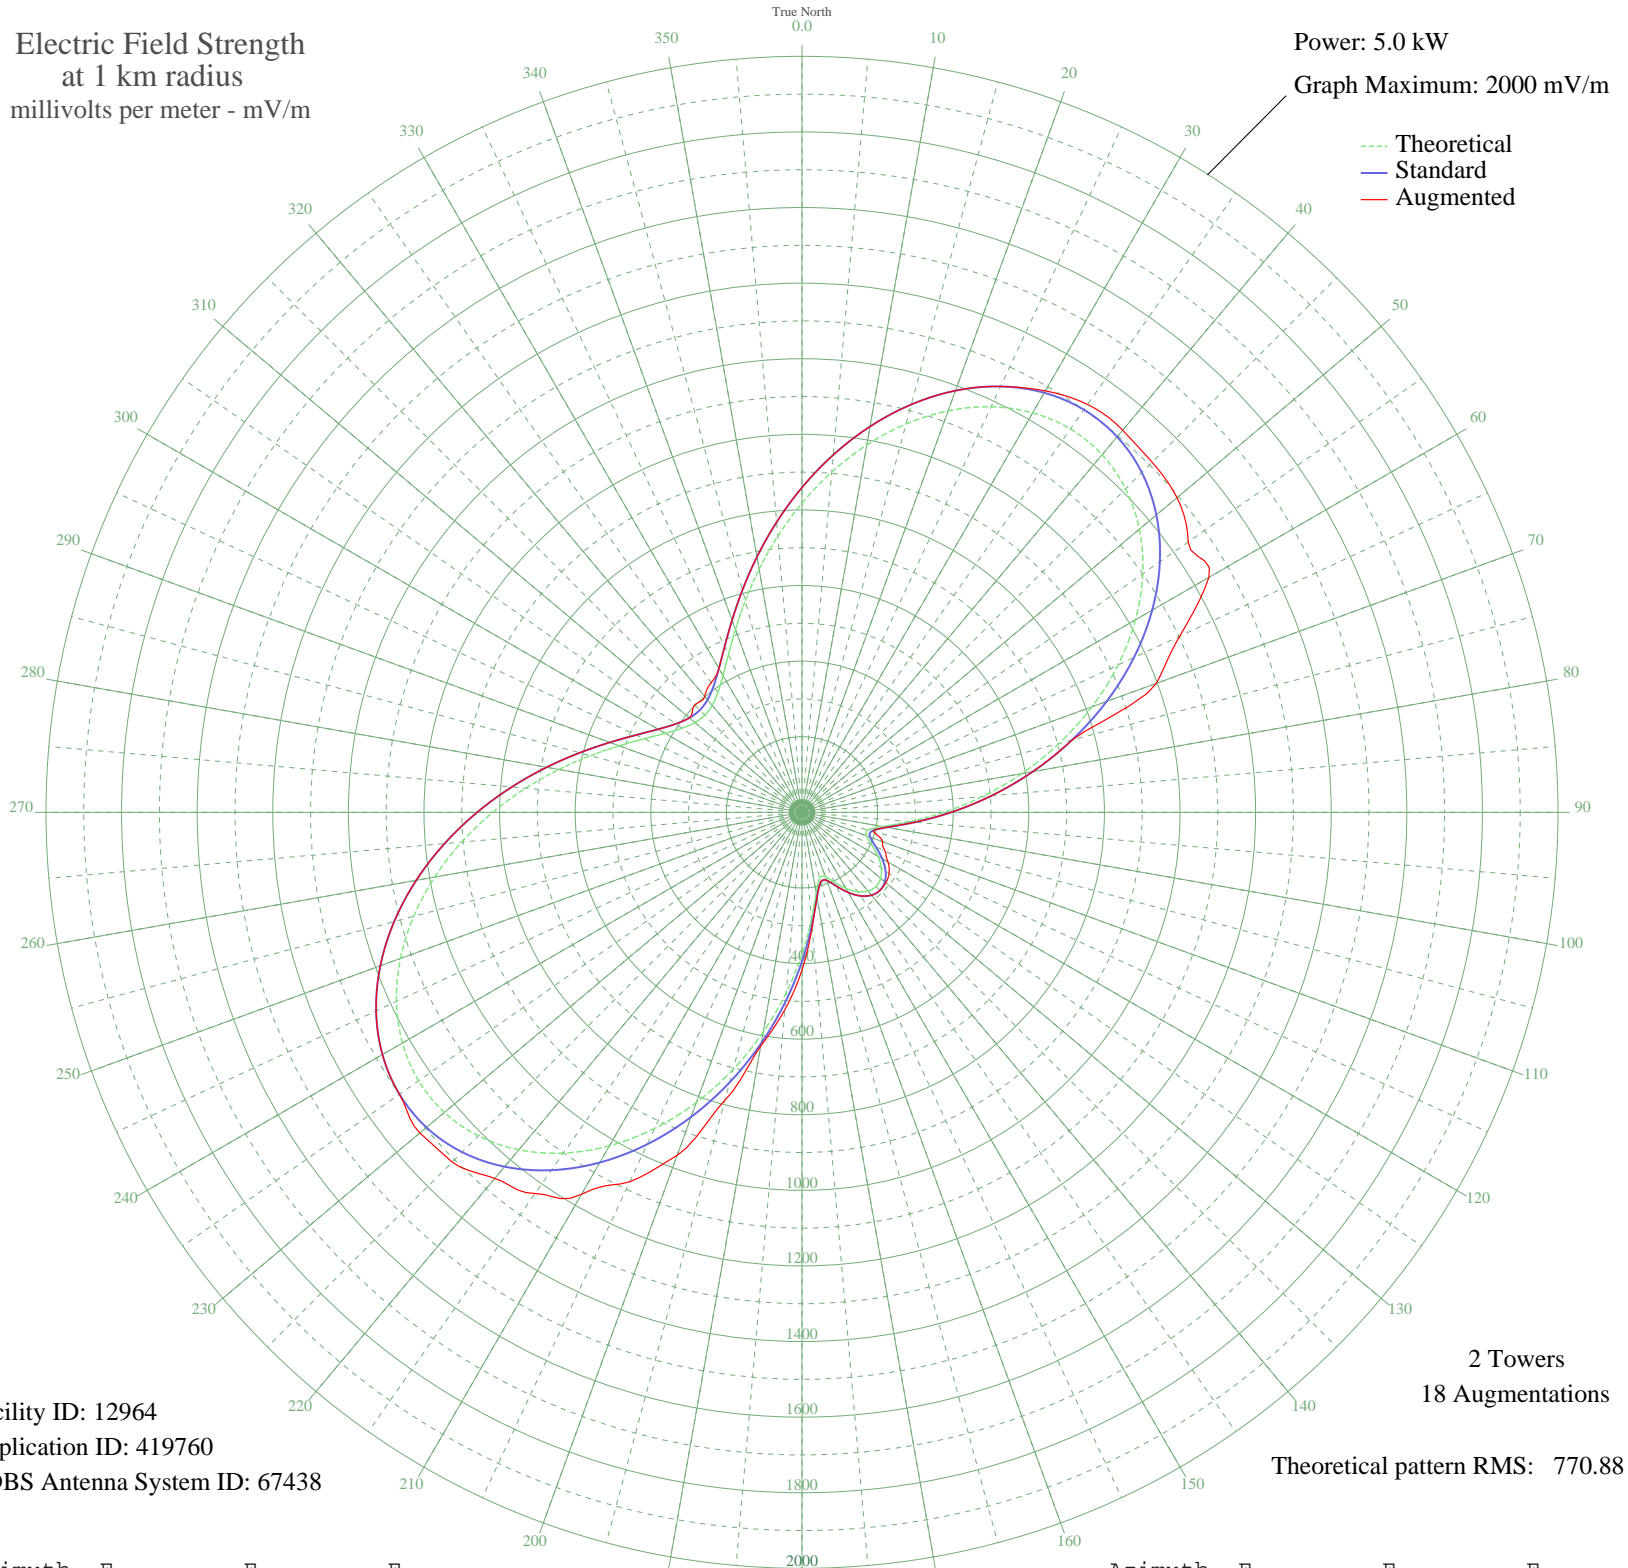 True North
0.0
Electric Field Strength
at 1 km radius
millivolts per meter - mV/m
Power: 5.0 kW
Graph Maximum: 2000 mV/m
Theoretical
Standard
Augmented
10
20
30
40
50
60
70
80
90
100
110
120
130
140
150
160
200
210
220
230
240
250
260
270
280
290
300
310
320
330
340
350
400
600
800
1000
1200
1400
1600
1800
2000
2 Towers
18 Augmentations
Theoretical pattern RMS: 770.88
cility ID: 12964
plication ID: 419760
DBS Antenna System ID: 67438